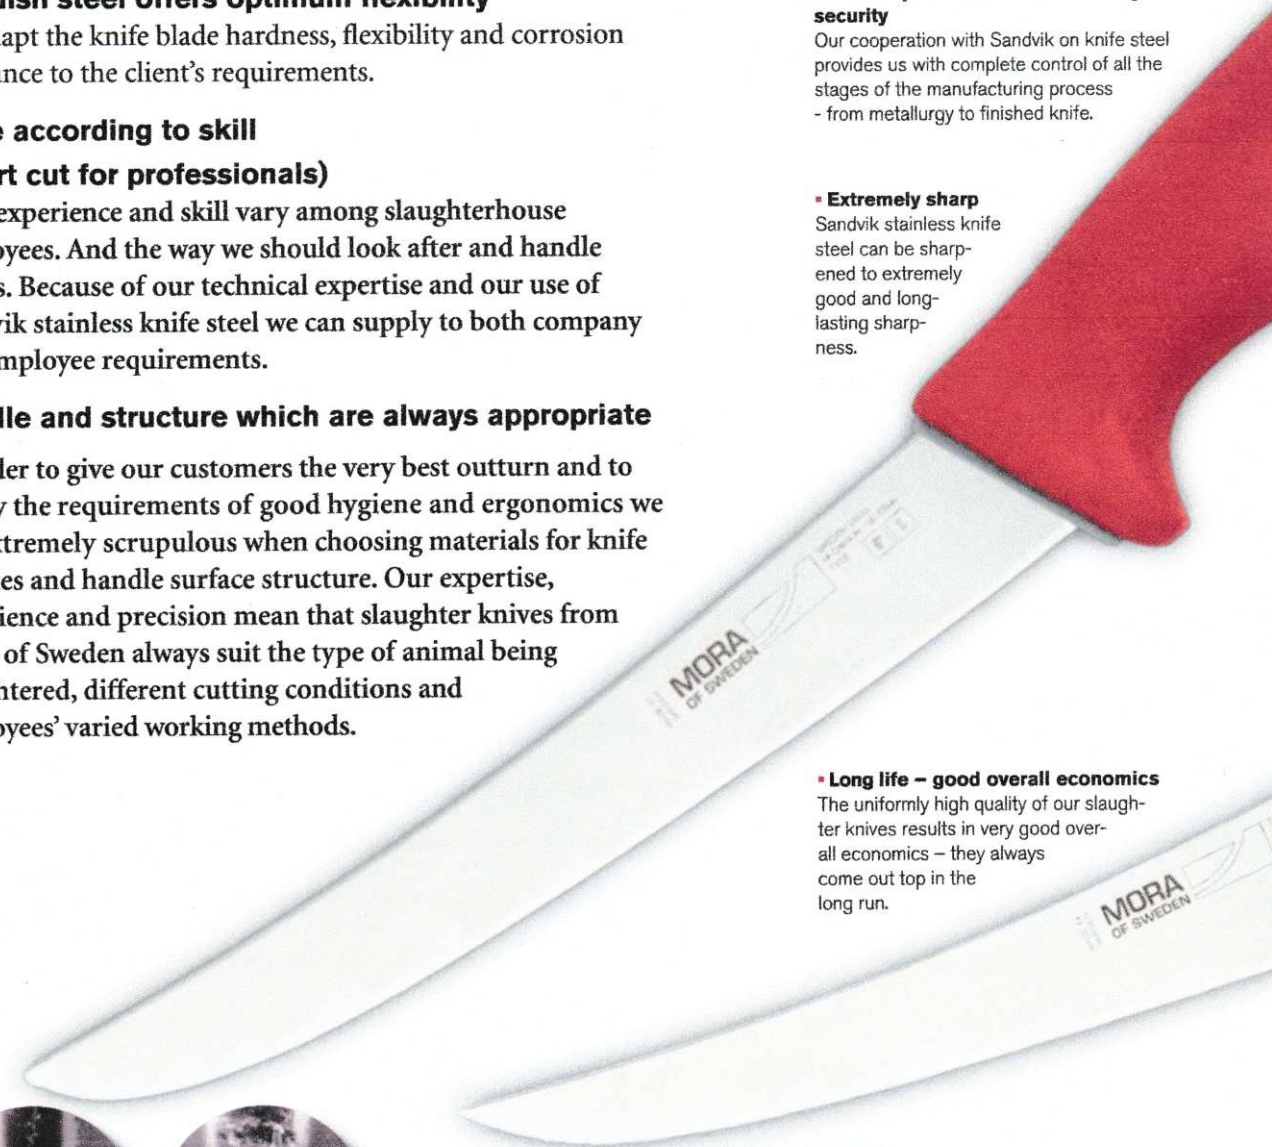 steel offers optimum flexibility
apt the knife blade hardness, flexibility and corrosion
nce to the client's requirements.
e according to skill
rt cut for professionals)
experience and skill vary among slaughterhouse
oyees. And the way we should look after and handle
s. Because of our technical expertise and our use of
vik stainless knife steel we can supply to both company
mployee requirements.
lle and structure which are always appropriate
ler to give our customers the very best outturn and to
y the requirements of good hygiene and ergonomics we
xtremely scrupulous when choosing materials for knife
es and handle surface structure. Our expertise,
ience and precision mean that slaughter knives from
of Sweden always suit the type of animal being
ntered, different cutting conditions and
oyees' varied working methods.
security
Our cooperation with Sandvik on knife steel
provides us with complete control of all the
stages of the manufacturing process
- from metallurgy to finished knife.
▪ Extremely sharp
Sandvik stainless knife
steel can be sharp-
ened to extremely
good and long-
lasting sharp-
ness.
MORA
OF SWEDEN
▪ Long life – good overall economics
The uniformly high quality of our slaugh-
ter knives results in very good over-
all economics – they always
come out top in the
long run.
MORA
OF SWEDEN